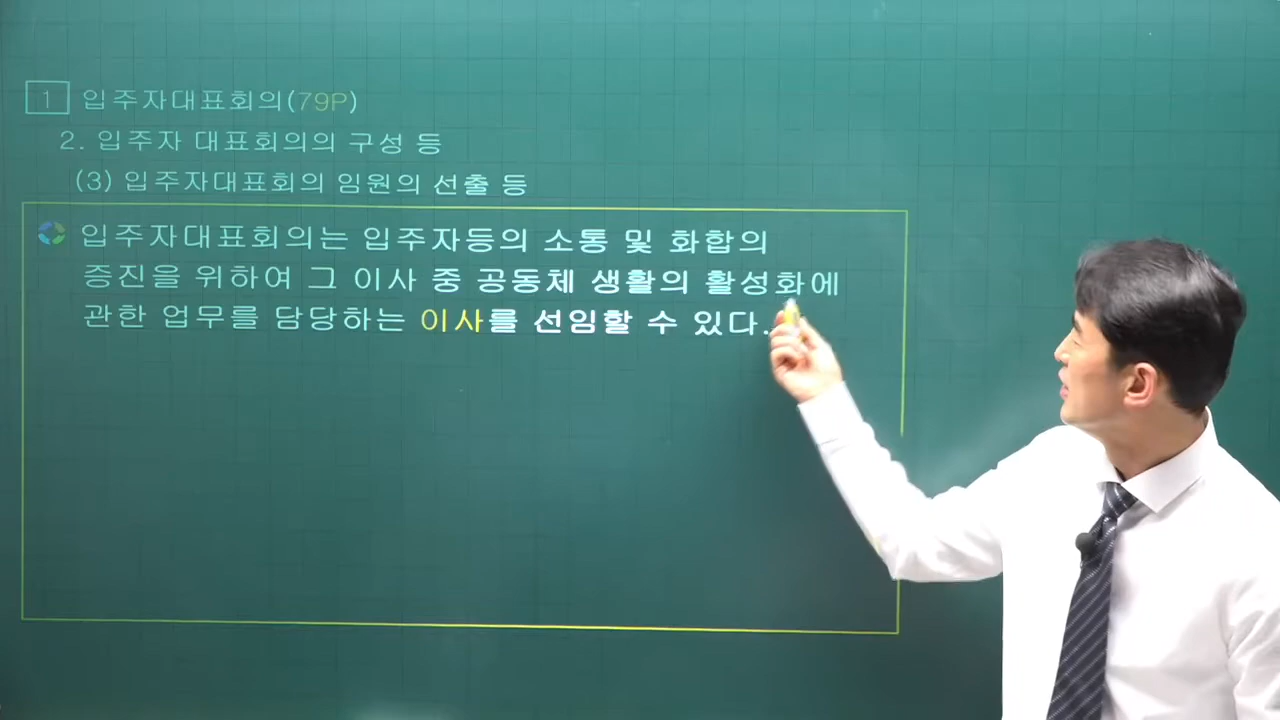 1 입주자대표회의(79P)
2. 입주자 대표회의의 구성 등
(3) 입주자대표회의 임원의 선출 등
입주자대표회의는 입주자등의 소통 및 화합의
증진을 위하여 그 이사 중 공동체 생활의 활성화에
관한 업무를 담당하는 이사를 선임할 수 있다.